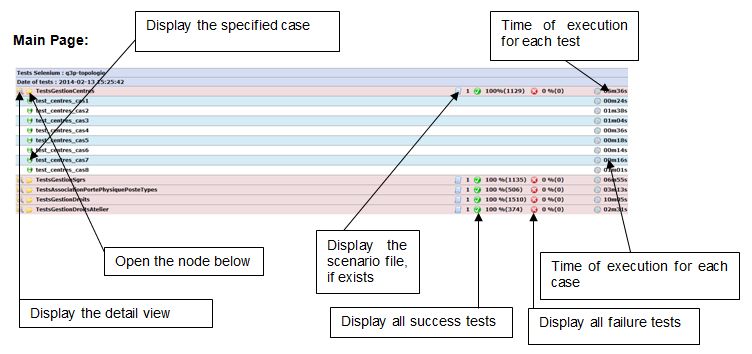 Display the specified case
Time of execution for each test
Main Page:
Tests Selenium : q3p-topologie
Date of tests : 2014-02-13 15:25:42
TestsGestionCentres 1 100%(1129) 0 %(0)
test_centres_cas1 00m24s
test_centres_cas2 01m38s
test_centres_cas3 01m04s
test_centres_cas4 00m36s
test_centres_cas5 00m18s
test_centres_cas6 00m14s
test_centres_cas7 00m16s
test_centres_cas8
TestsGestionSgrs 1 100 %(1135) 0 %(0) 06m55s
TestsAssociationPortePhysiquePosteTypes 1 100 %(506) 0 %(0) 03m13s
TestsGestionDroits 1 100 %(1510) 0 %(0)
TestsGestionDroitsAtelier 1 100 %(374) 0 %(0)
Open the node below
Display the scenario file, if exists
Time of execution for each case
Display the detail view
Display all success tests
Display all failure tests